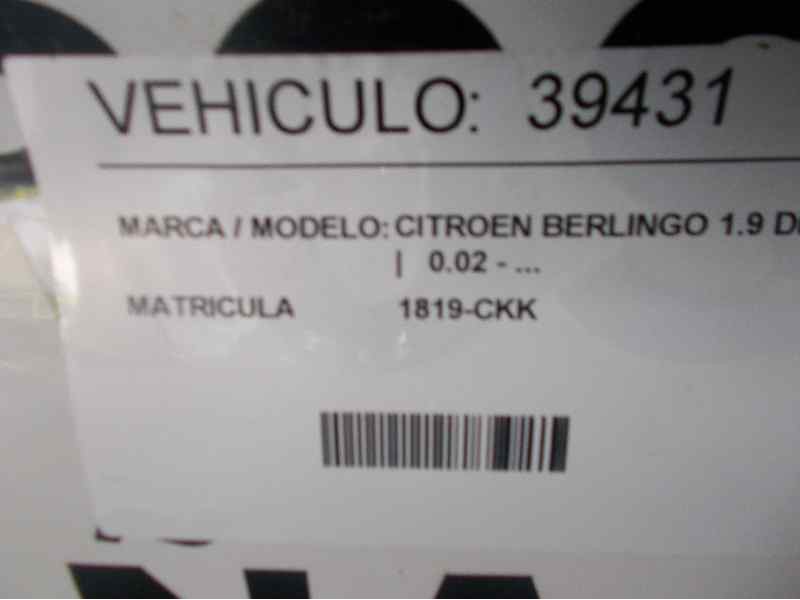 VEHICULO: 39431
MARCA / MODELO: CITROEN BERLINGO 1.9 D
| 0.02 - ...
MATRICULA 1819-CKK